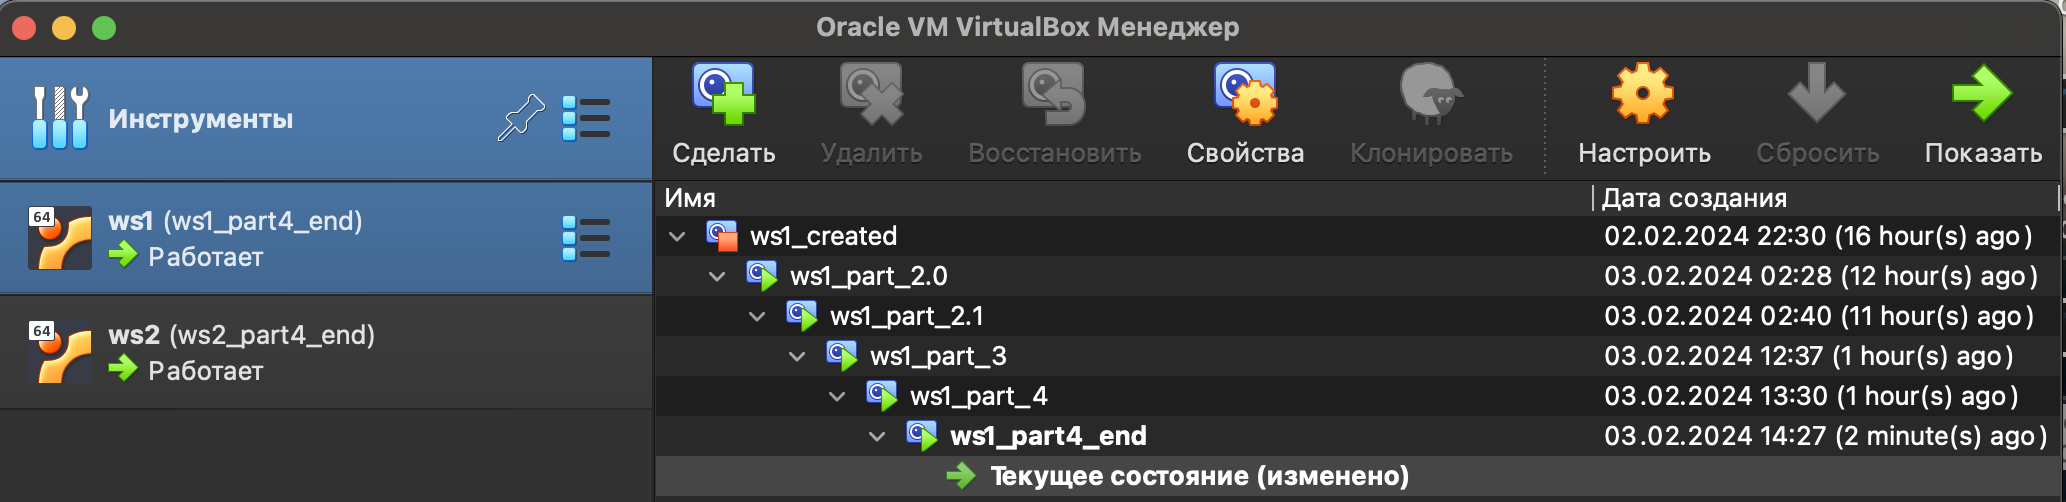 Oracle VM VirtualBox Менеджер
Инструменты
64
ws1 (ws1_part4_end)
Работает
64
ws2 (ws2_part4_end)
Работает
Сделать Удалить Восстановить Свойства Клонировать Настроить Сбросить Показать
Имя Дата создания
ws1_created 02.02.2024 22:30 (16 hour(s) ago)
ws1_part_2.0 03.02.2024 02:28 (12 hour(s) ago)
ws1_part_2.1 03.02.2024 02:40 (11 hour(s) ago)
ws1_part_3 03.02.2024 12:37 (1 hour(s) ago)
ws1_part_4 03.02.2024 13:30 (1 hour(s) ago)
ws1_part4_end 03.02.2024 14:27 (2 minute(s) ago)
Текущее состояние (изменено)